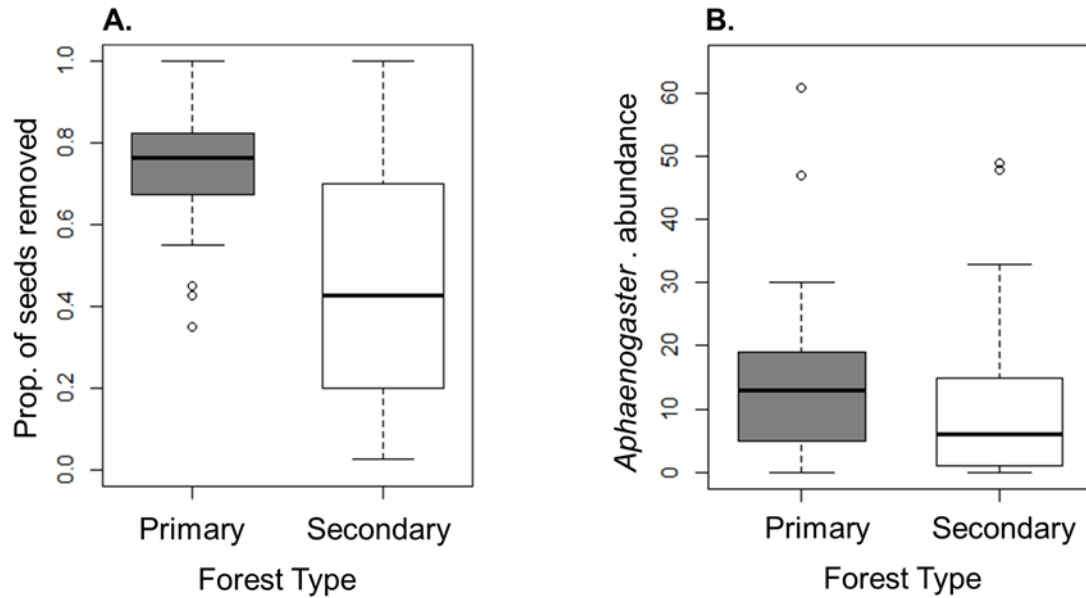 A.
Prop. of seeds removed
1.0
0.8
0.6
0.4
0.2
0.0
Primary Secondary
Forest Type
B.
Aphaenogaster . abundance
60
50
40
30
20
10
0
Primary Secondary
Forest Type